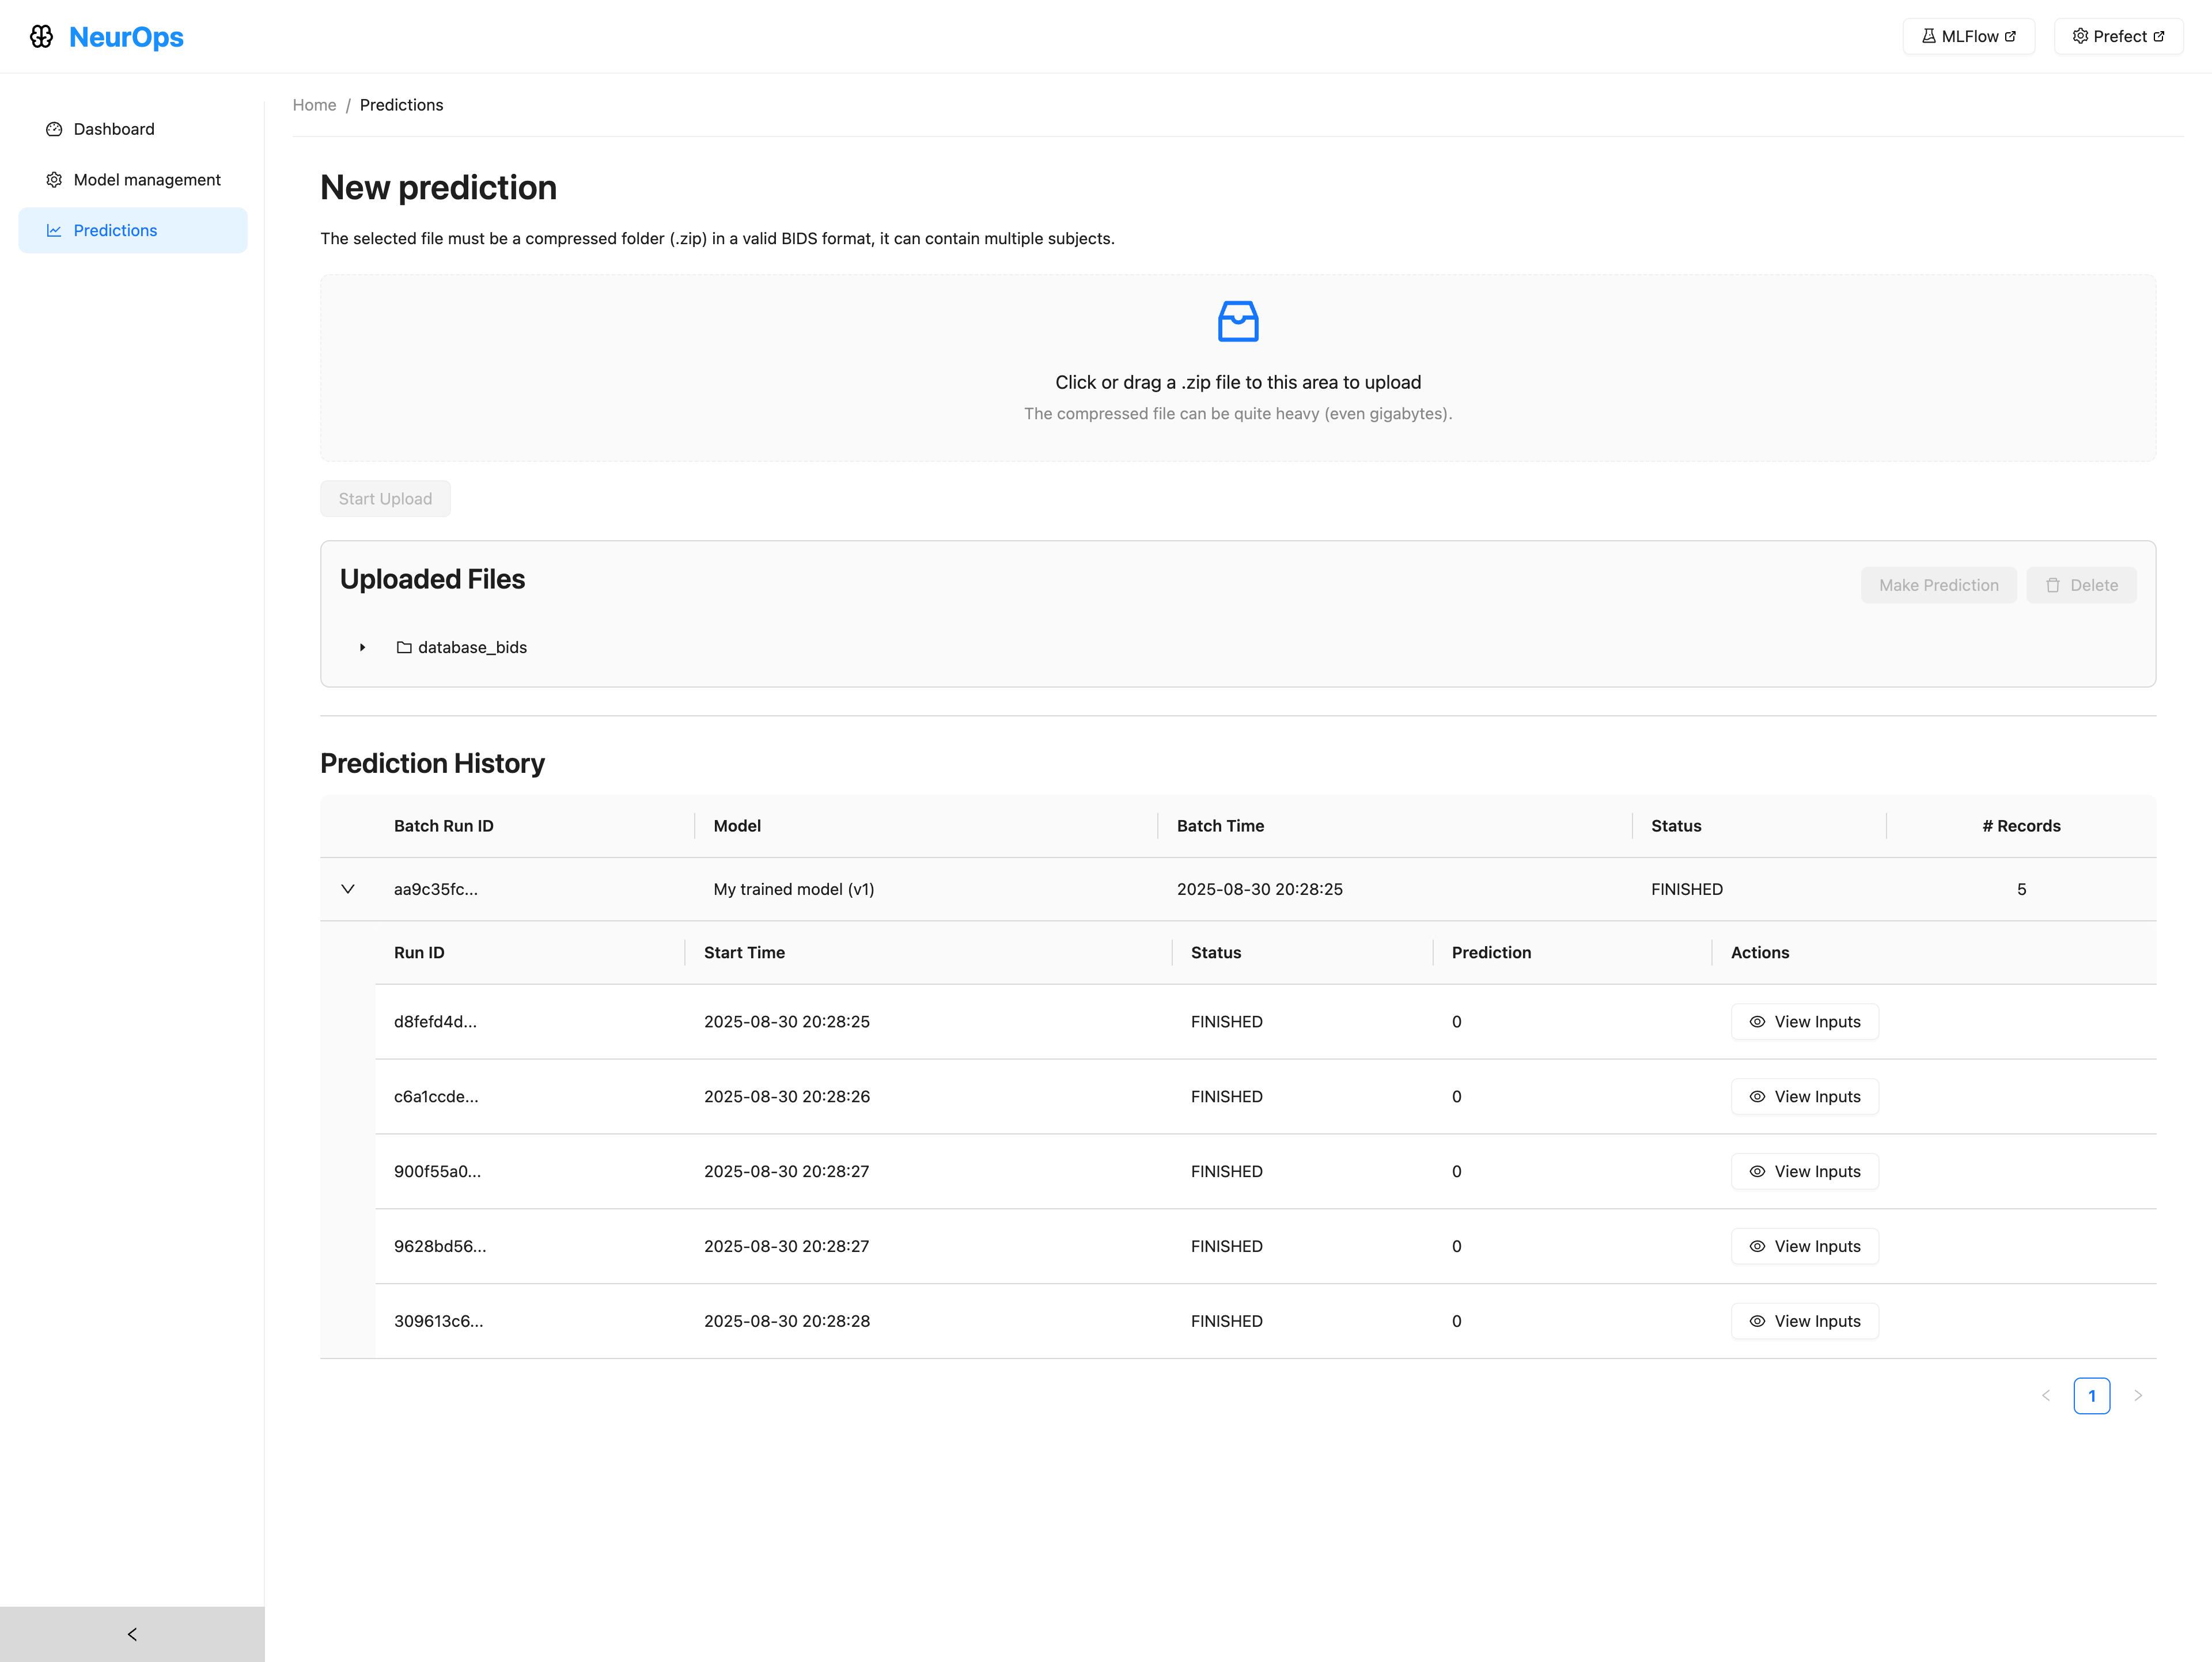 NeurOps
MLFlow
Prefect
Dashboard
Model management
Predictions
Home / Predictions
New prediction
The selected file must be a compressed folder (.zip) in a valid BIDS format, it can contain multiple subjects.
Click or drag a .zip file to this area to upload
The compressed file can be quite heavy (even gigabytes).
Start Upload
Uploaded Files
Make Prediction
Delete
database_bids
Prediction History
Batch Run ID Model Batch Time Status # Records
aa9c35fc... My trained model (v1) 2025-08-30 20:28:25 FINISHED 5
Run ID Start Time Status Prediction Actions
d8fefd4d... 2025-08-30 20:28:25 FINISHED 0 View Inputs
c6a1ccde... 2025-08-30 20:28:26 FINISHED 0 View Inputs
900f55a0... 2025-08-30 20:28:27 FINISHED 0 View Inputs
9628bd56... 2025-08-30 20:28:27 FINISHED 0 View Inputs
309613c6... 2025-08-30 20:28:28 FINISHED 0 View Inputs
1